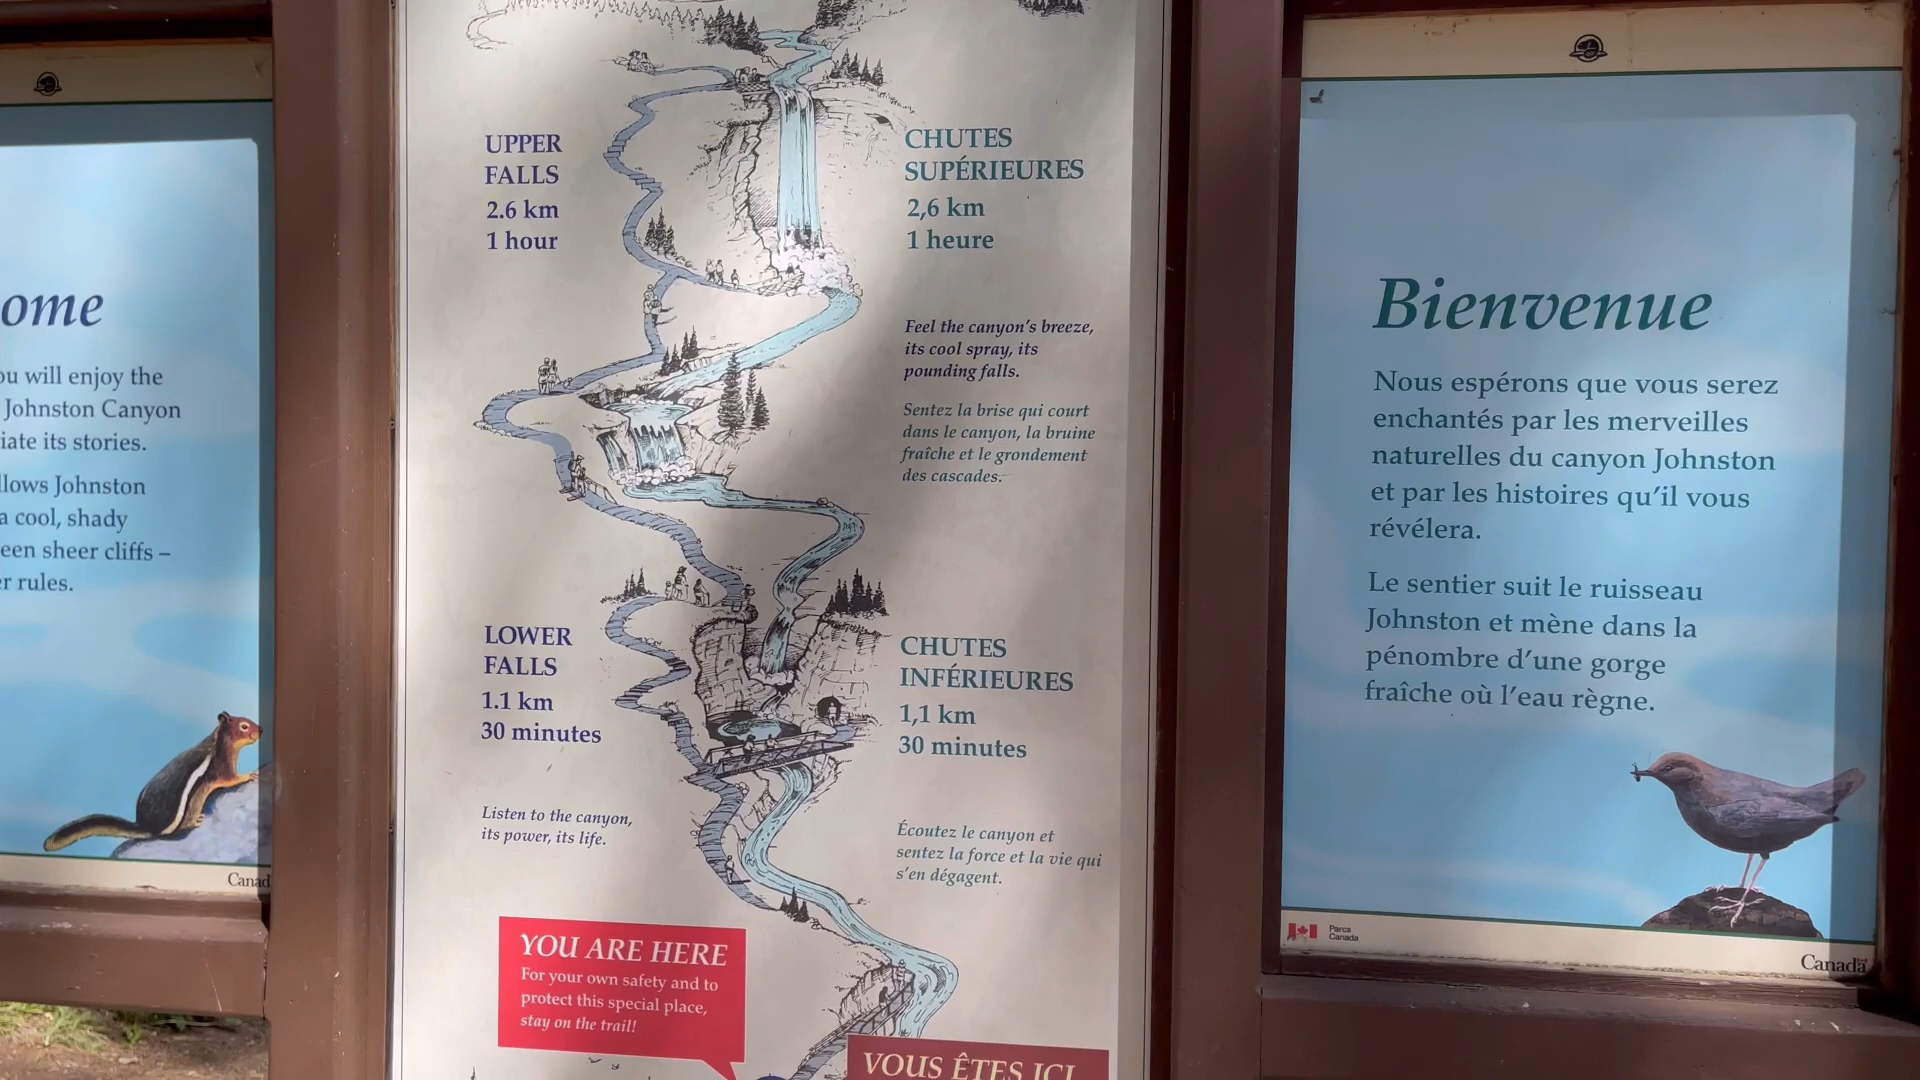 ome
ou will enjoy the
Johnston Canyon
iate its stories.
llows Johnston
a cool, shady
een sheer cliffs –
er rules.
Canad
UPPER
FALLS
2.6 km
1 hour
CHUTES
SUPÉRIEURES
2,6 km
1 heure
Feel the canyon's breeze,
its cool spray, its
pounding falls.
Sentez la brise qui court
dans le canyon, la bruine
fraîche et le grondement
des cascades.
LOWER
FALLS
1.1 km
30 minutes
CHUTES
INFÉRIEURES
1,1 km
30 minutes
Listen to the canyon,
its power, its life.
Écoutez le canyon et
sentez la force et la vie qui
s'en dégagent.
YOU ARE HERE
For your own safety and to
protect this special place,
stay on the trail!
VOUS ÊTES ICI
Bienvenue
Nous espérons que vous serez
enchantés par les merveilles
naturelles du canyon Johnston
et par les histoires qu'il vous
révélera.
Le sentier suit le ruisseau
Johnston et mène dans la
pénombre d'une gorge
fraîche où l'eau règne.
Parcs
Canada
Canada